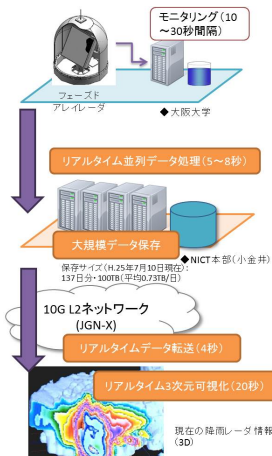 モニタリング(10
～30秒間隔)
フェーズド
アレイレーダ
◆大阪大学
リアルタイム並列データ処理(5～8秒)
大規模データ保存
◆NICT本部(小金井)
保存サイズ(H.25年7月10日現在):
137日分・100TB(平均0.73TB/日)
10G L2ネットワーク
(JGN-X)
リアルタイムデータ転送(4秒)
リアルタイム3次元可視化(20秒)
現在の降雨レーダ情報
(3D)